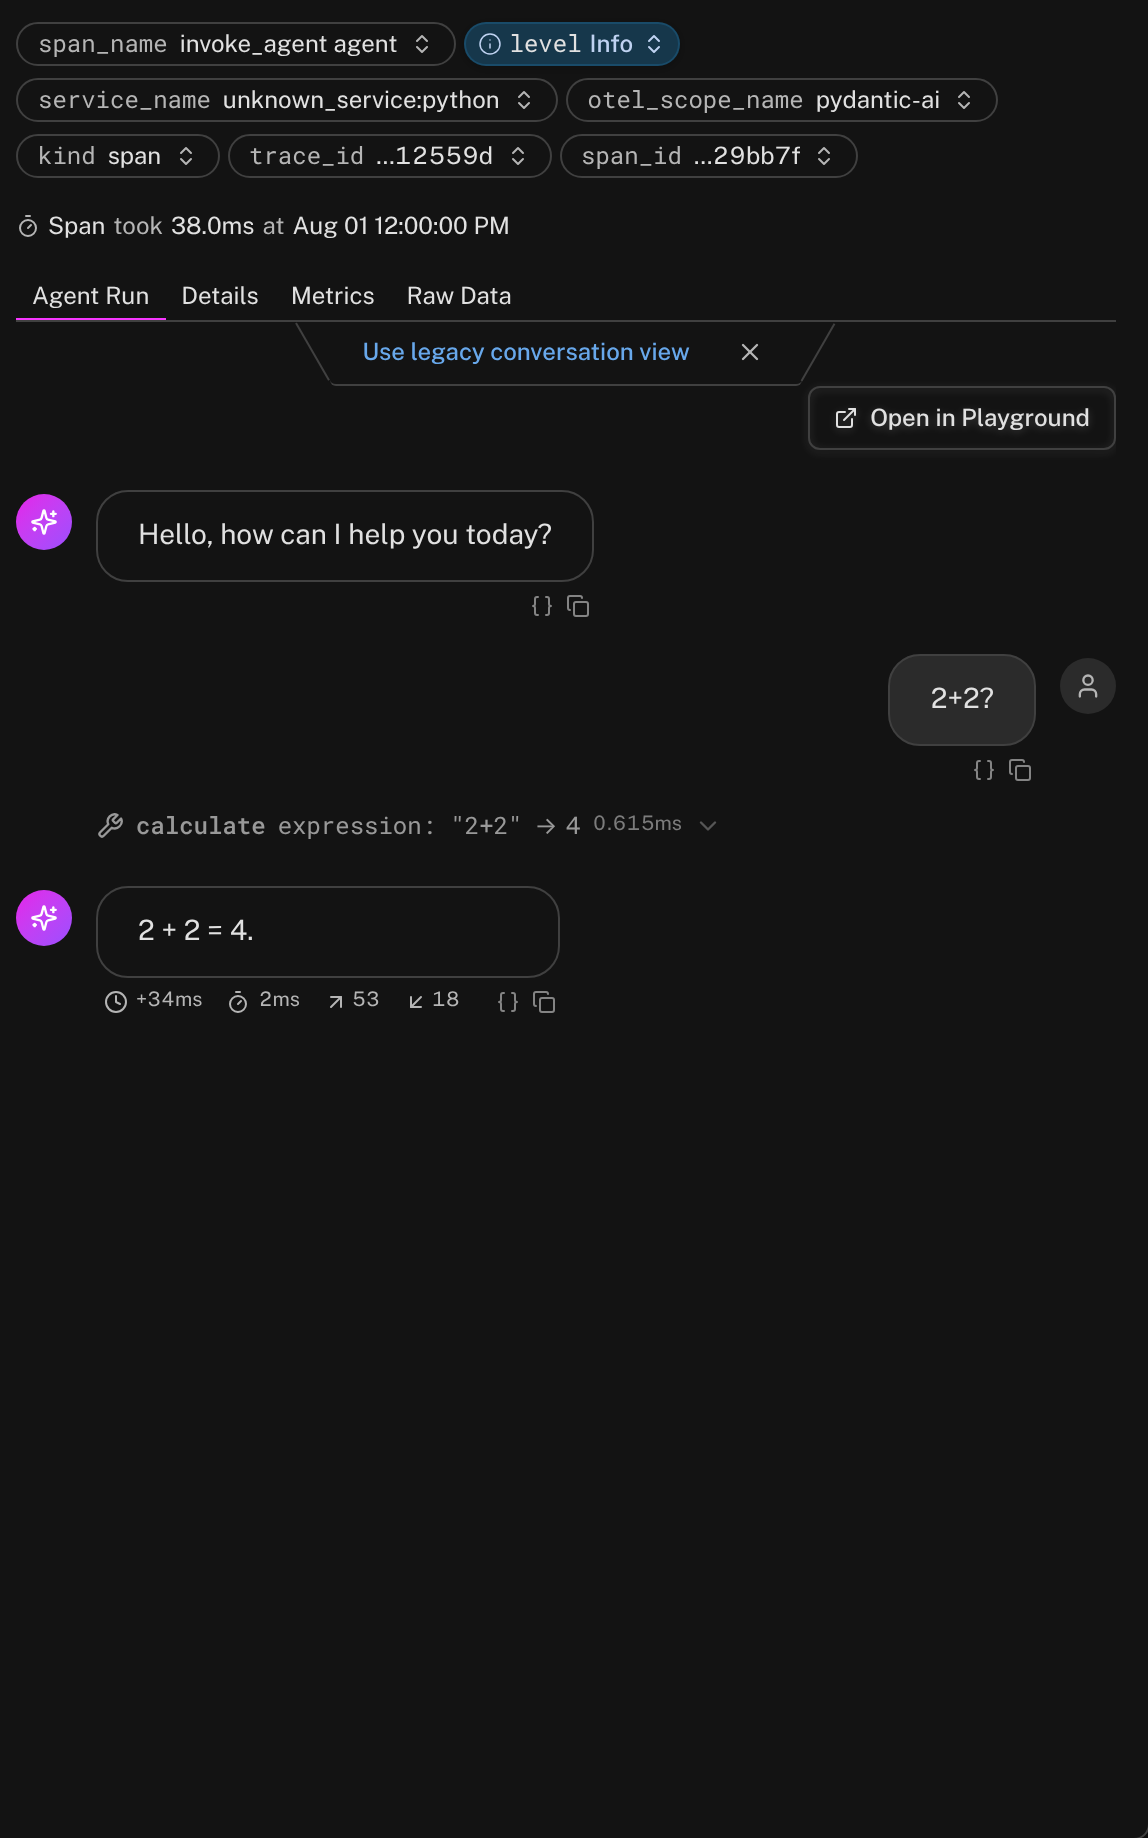 span_name invoke_agent agent level Info
service_name unknown_service:python otel_scope_name pydantic-ai
kind span trace_id ...12559d span_id ...29bb7f
Span took 38.0ms at Aug 01 12:00:00 PM
Agent Run Details Metrics Raw Data
Use legacy conversation view
Open in Playground
Hello, how can I help you today?
{}
2+2?
{}
calculate expression: "2+2" → 4 0.615ms
2 + 2 = 4.
+34ms 2ms ↗ 53 ↙ 18 {}